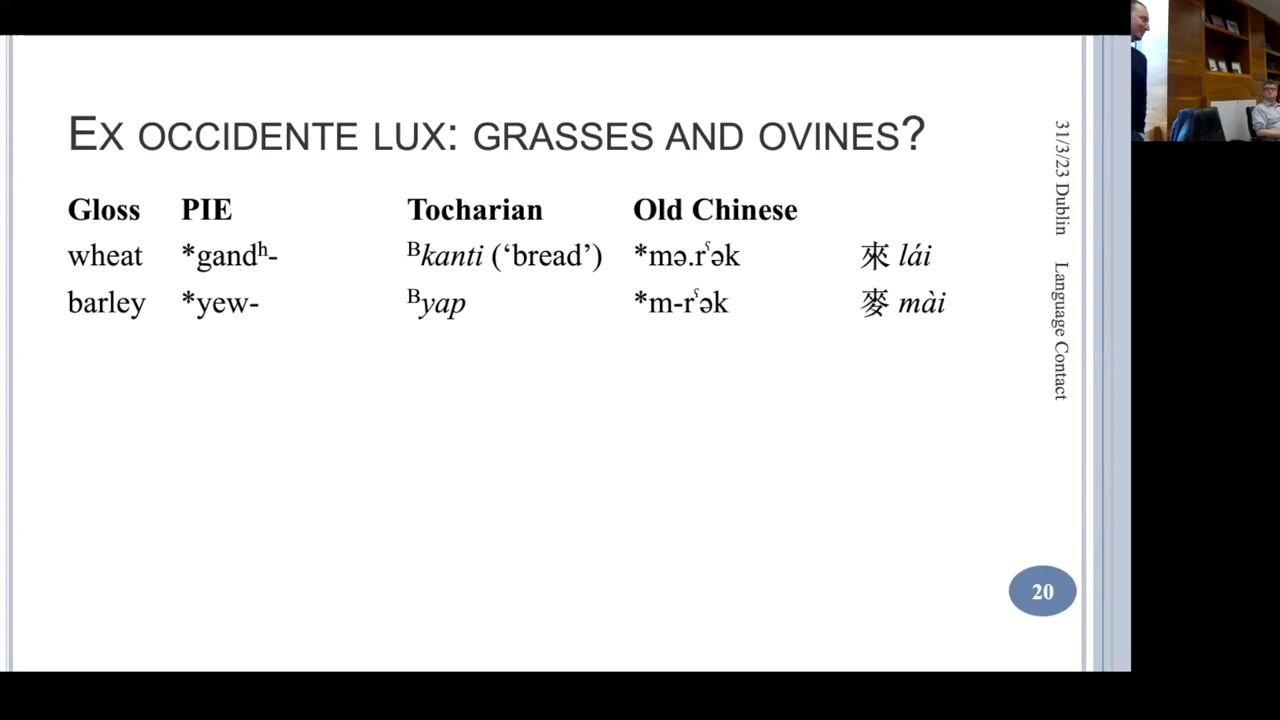 EX OCCIDENTE LUX: GRASSES AND OVINES?
Gloss PIE Tocharian Old Chinese
wheat *gandʰ- ᴮkanti (‘bread’) *mə.rˤək 來 lái
barley *yew- ᴮyap *m-rˤək 麥 mài
31/3/23 Dublin Language Contact
20